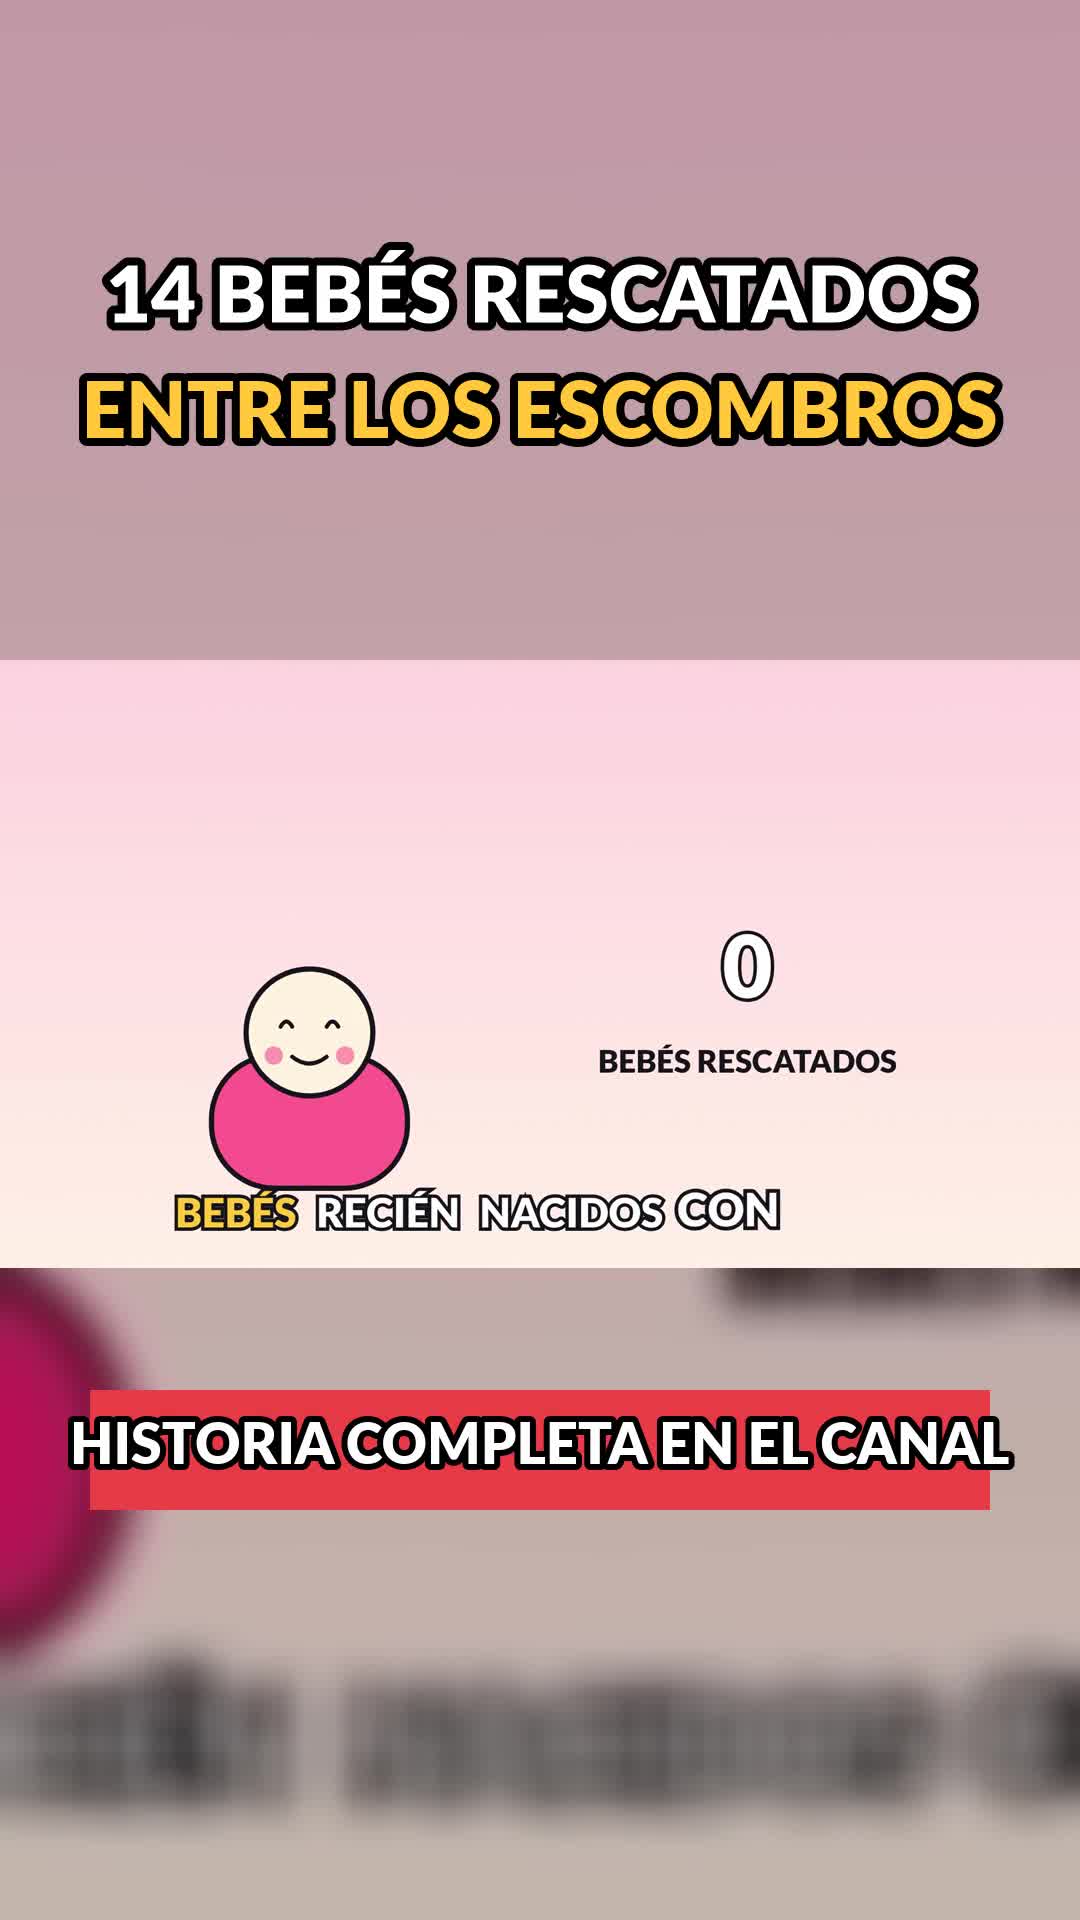 14 BEBÉS RESCATADOS
ENTRE LOS ESCOMBROS
0
BEBÉS RESCATADOS
BEBÉS RECIÉN NACIDOS CON
HISTORIA COMPLETA EN EL CANAL